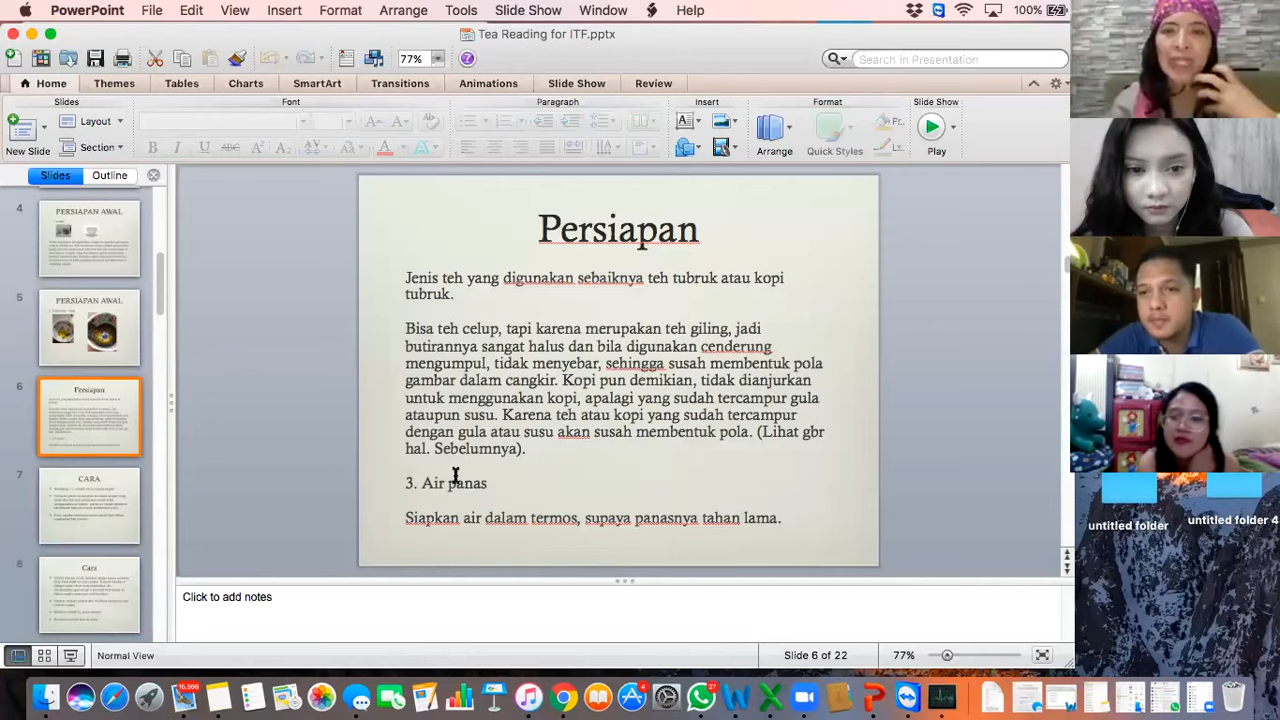 PowerPoint File Edit View Insert Format Arrange Tools Slide Show Window Help 100%
Tea Reading for ITF.pptx
77% Search in Presentation
Home Themes Tables Charts SmartArt Transitions Animations Slide Show Review
Slides Font Paragraph Insert Format Slide Show
Layout
Section
New Slide Arrange Quick Styles Play
Slides Outline
4 PERSIAPAN AWAL
5 PERSIAPAN AWAL
6 Persiapan
7 CARA
8 Cara
Persiapan
Jenis teh yang digunakan sebaiknya teh tubruk atau kopi
tubruk.
Bisa teh celup, tapi karena merupakan teh giling, jadi
butirannya sangat halus dan bila digunakan cenderung
mengumpul, tidak menyebar, sehingga susah membentuk pola
gambar dalam cangkir. Kopi pun demikian, tidak dianjurkan
untuk menggunakan kopi, apalagi yang sudah tercampur gula
ataupun susu. Karena teh atau kopi yang sudah tercampur
dengan gula atau susu akan susah membentuk pola. (Lihat gbr
hal. Sebelumnya).
3. Air panas
Siapkan air dalam termos, supaya panasnya tahan lama.
Click to add notes
Normal View Slide 6 of 22 77%
untitled folder untitled folder 4